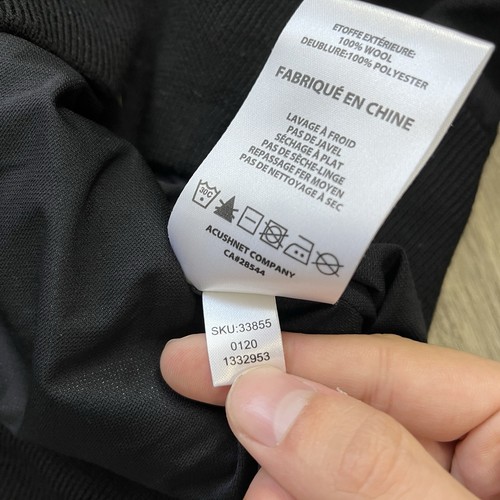 ETOFFE EXTÉRIEURE:
100% WOOL
DEUBLURE:100% POLYESTER
FABRIQUÉ EN CHINE
LAVAGE À FROID
PAS DE JAVEL
SÉCHAGE À PLAT
PAS DE SÈCHE-LINGE
REPASSAGE FER MOYEN
PAS DE NETTOYAGE À SEC
30C
ACUSHNET COMPANY
CA#28544
SKU:33855
0120
1332953